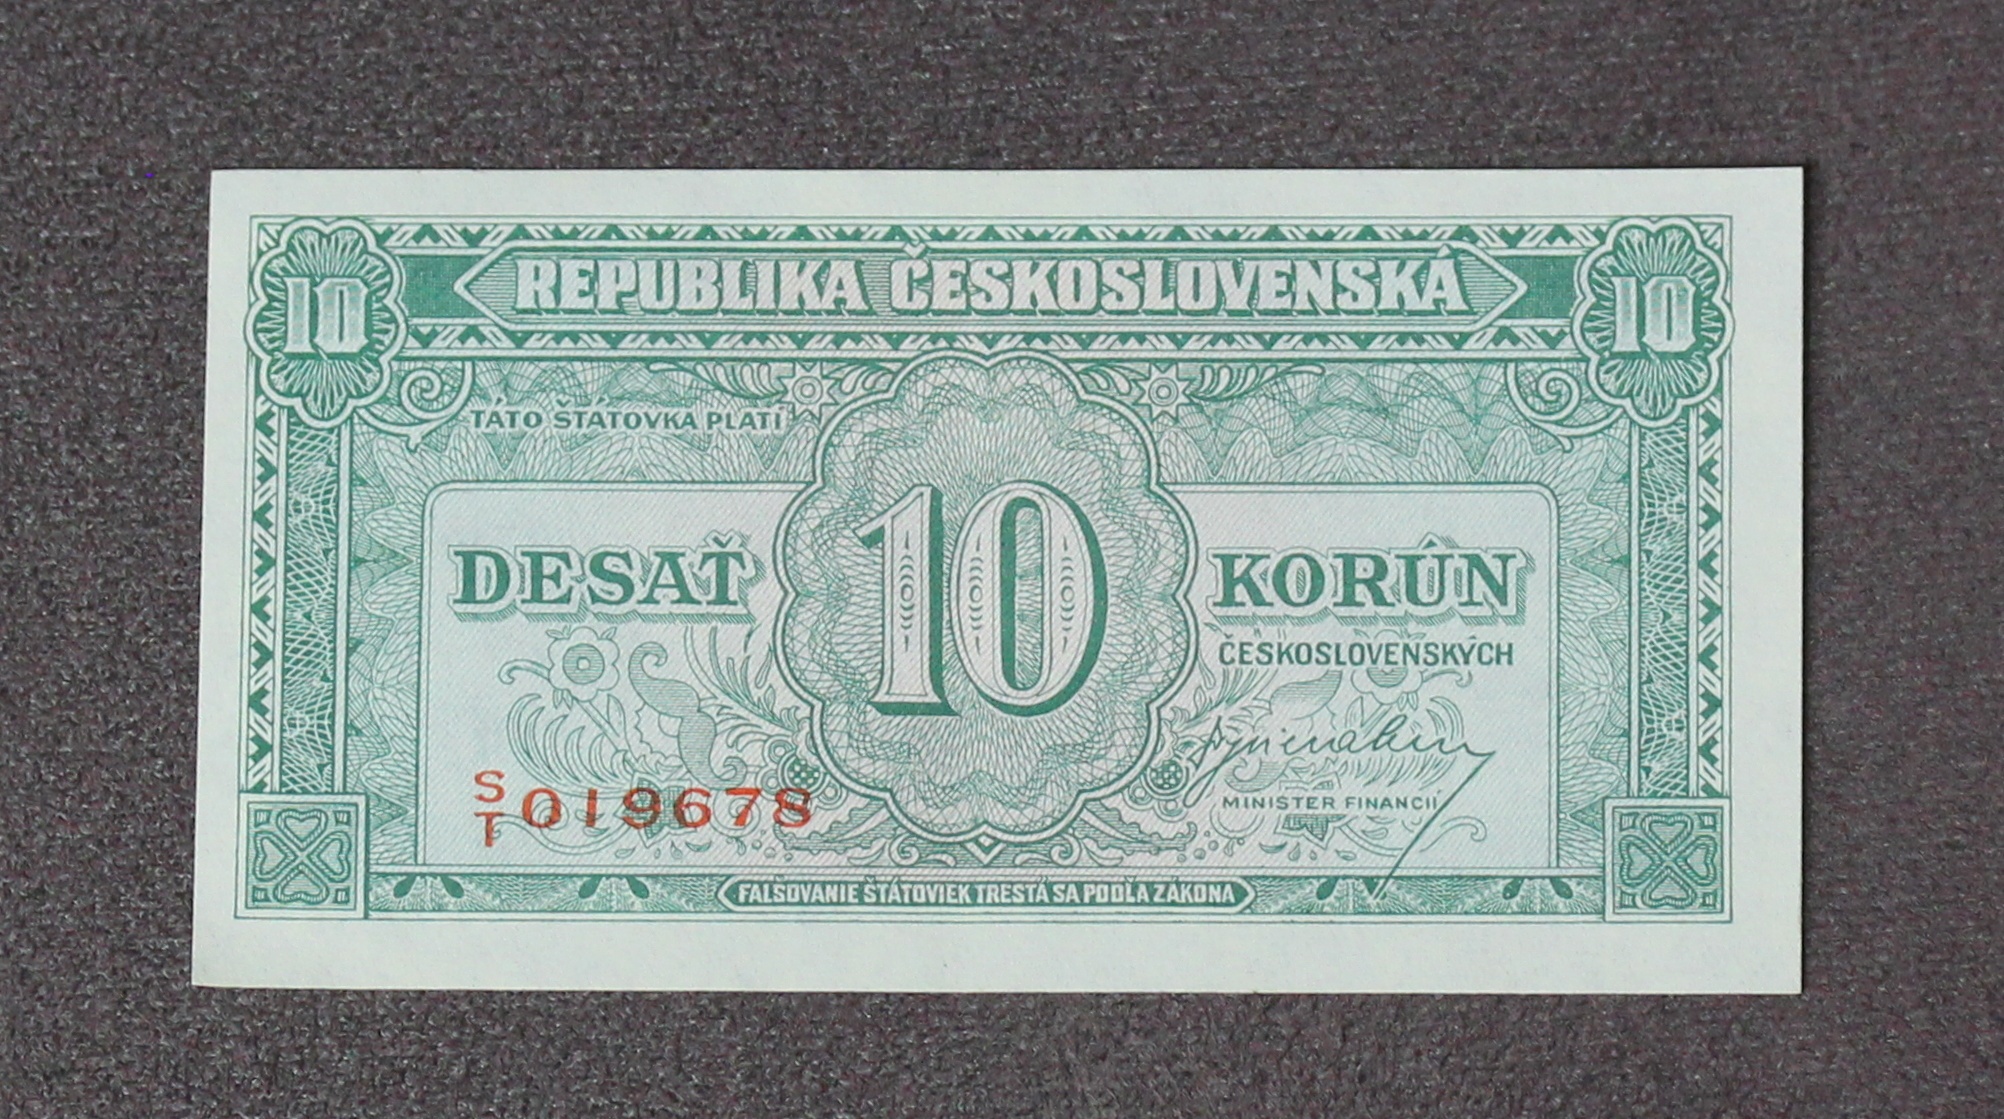 10 REPUBLIKA ČESKOSLOVENSKÁ 10
TÁTO ŠTÁTOVKA PLATÍ
DESAŤ 10 KORÚN
ČESKOSLOVENSKÝCH
S/T 019678
MINISTER FINANCIÍ
FALŠOVANIE ŠTÁTOVIEK TRESTÁ SA PODĽA ZÁKONA